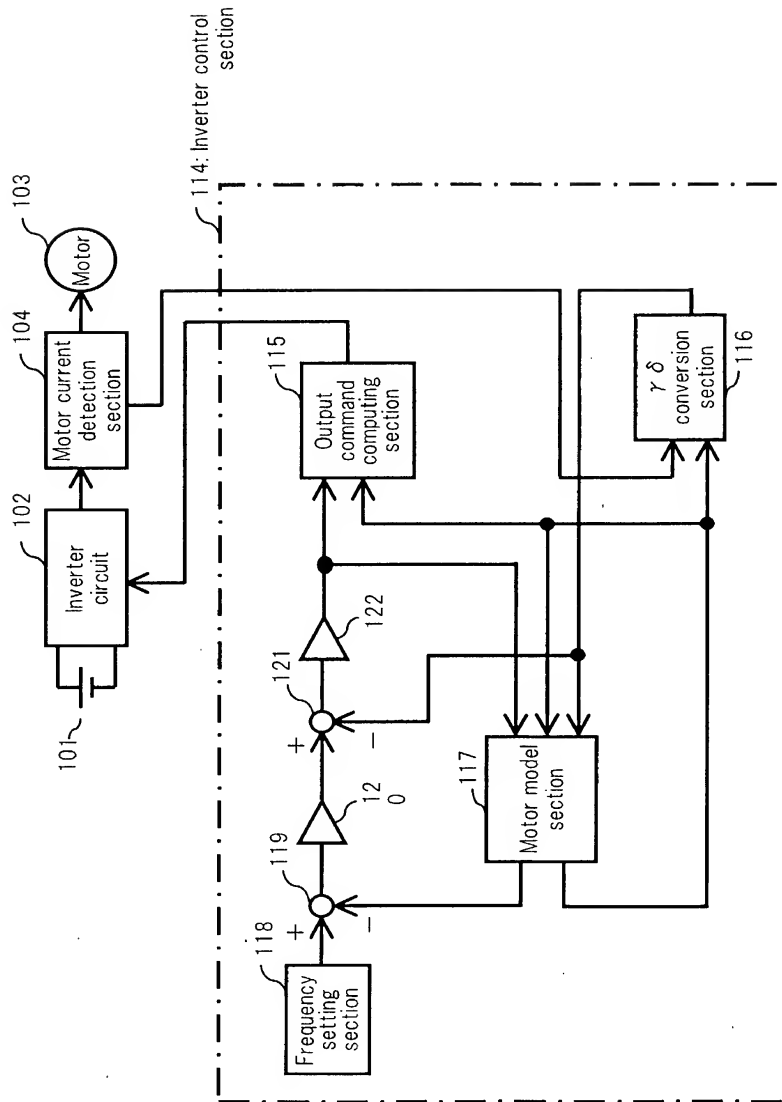 101
102
Inverter
circuit
104
Motor current
detection
section
103
Motor
114: Inverter control
section
118
Frequency
setting
section
+
119
−
12
0
+
121
−
122
115
Output
command
computing
section
117
Motor model
section
γ δ
conversion
section
116